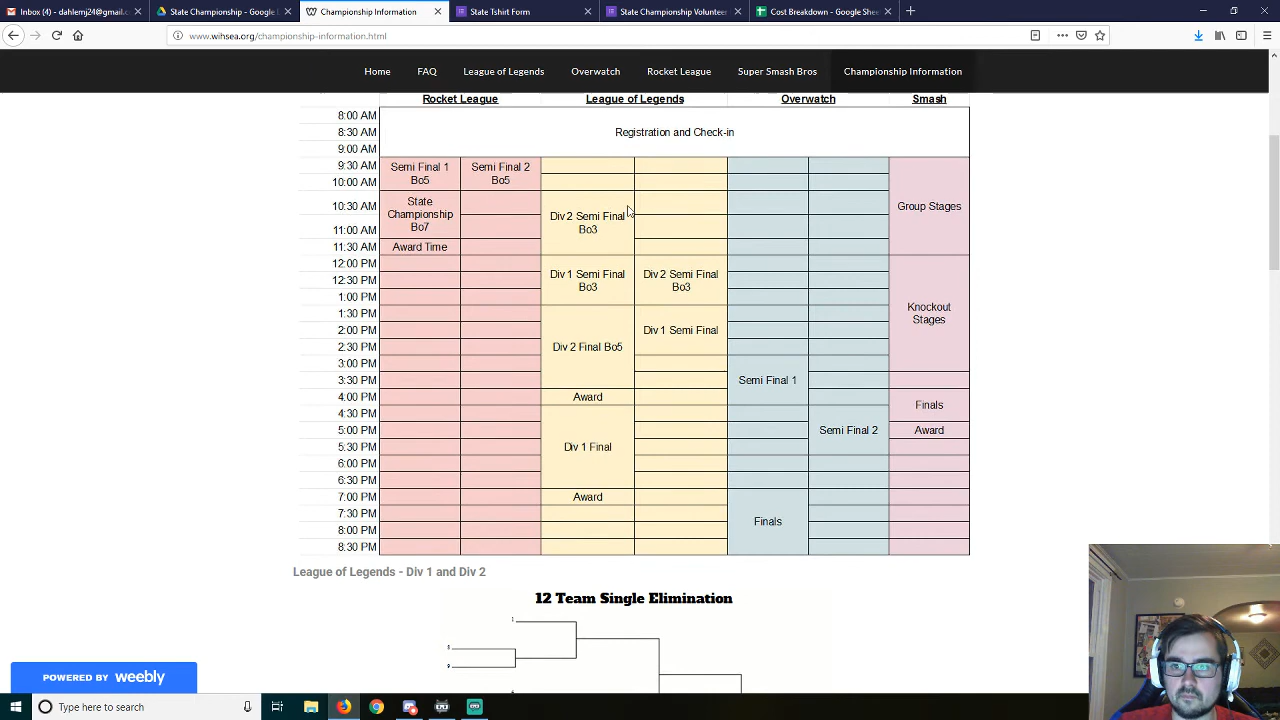 Inbox (4) - dahlemj24@gmail.c
State Championship - Google D
Championship Information
State Tshirt Form
State Championship Volunteer
Cost Breakdown - Google Shee
www.wihsea.org/championship-information.html
Home FAQ League of Legends Overwatch Rocket League Super Smash Bros Championship Information
Rocket League League of Legends Overwatch Smash
8:00 AM
8:30 AM Registration and Check-in
9:00 AM
9:30 AM Semi Final 1 Semi Final 2
10:00 AM Bo5 Bo5
10:30 AM State
Championship Div 2 Semi Final Group Stages
11:00 AM Bo7 Bo3
11:30 AM Award Time
12:00 PM
12:30 PM Div 1 Semi Final Div 2 Semi Final
1:00 PM Bo3 Bo3
1:30 PM Knockout
2:00 PM Div 1 Semi Final Stages
2:30 PM Div 2 Final Bo5
3:00 PM
3:30 PM Semi Final 1
4:00 PM Award Finals
4:30 PM
5:00 PM Semi Final 2 Award
5:30 PM Div 1 Final
6:00 PM
6:30 PM
7:00 PM Award
7:30 PM Finals
8:00 PM
8:30 PM
League of Legends - Div 1 and Div 2
12 Team Single Elimination
1
8
9
POWERED BY weebly
Type here to search